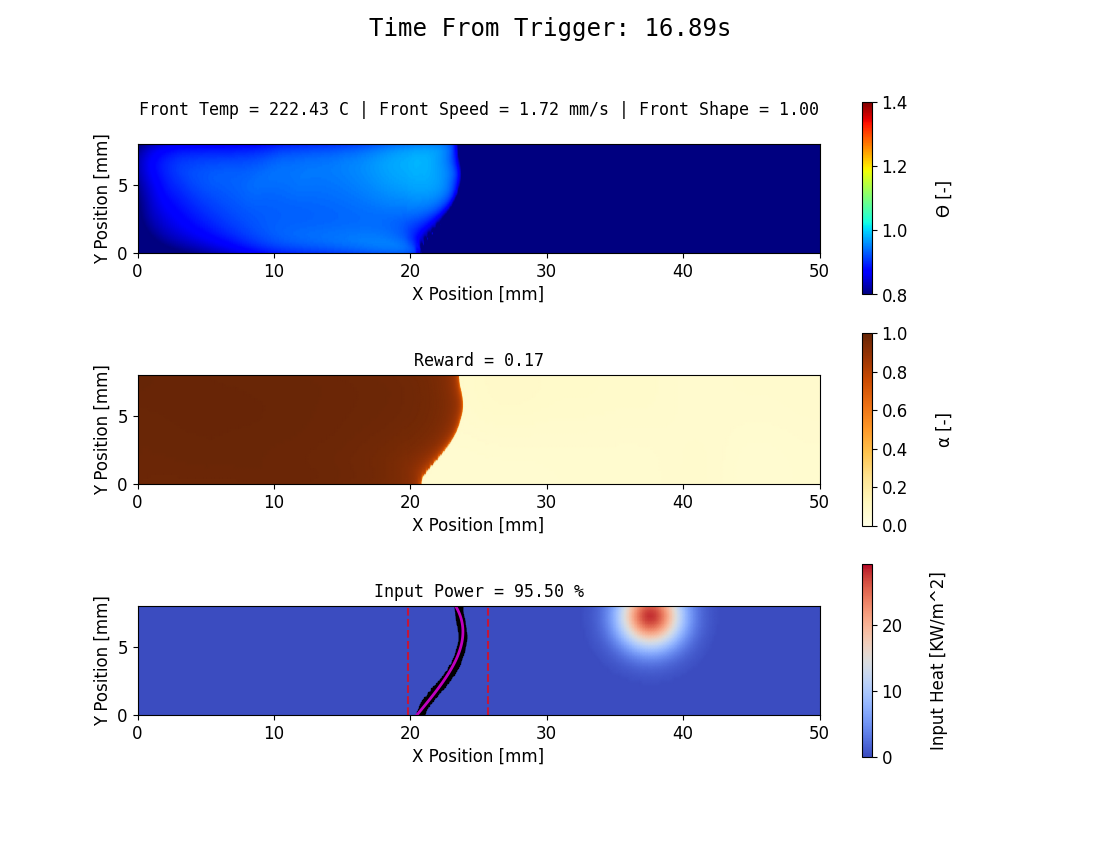 Time From Trigger: 16.89s
Front Temp = 222.43 C | Front Speed = 1.72 mm/s | Front Shape = 1.00
Y Position [mm]
5
0
0 10 20 30 40 50
X Position [mm]
1.4
1.2
1.0
0.8
Θ [-]
Reward = 0.17
Y Position [mm]
5
0
0 10 20 30 40 50
X Position [mm]
1.0
0.8
0.6
0.4
0.2
0.0
α [-]
Input Power = 95.50 %
Y Position [mm]
5
0
0 10 20 30 40 50
X Position [mm]
20
10
0
Input Heat [KW/m^2]